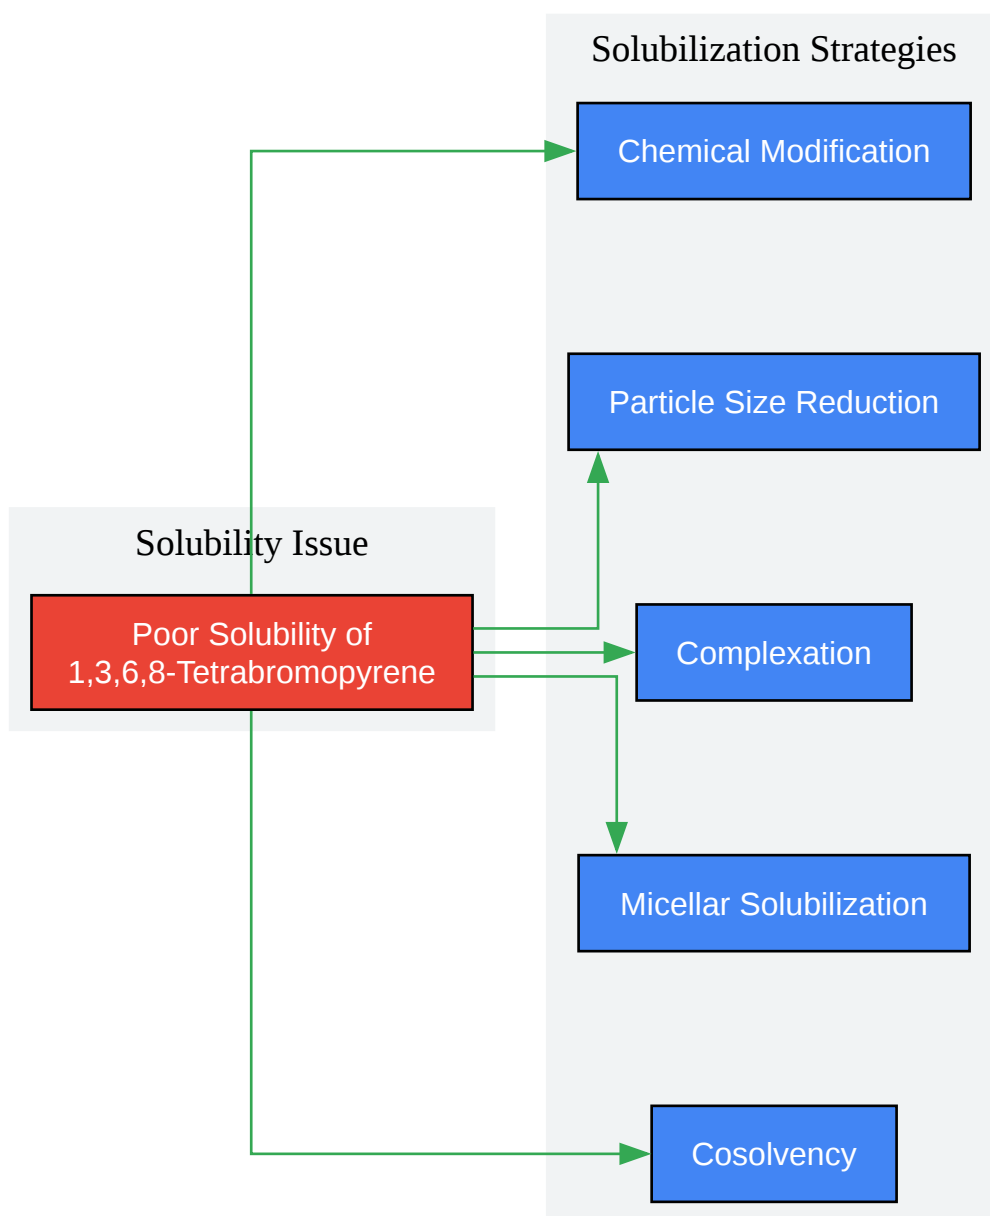 Solubilization Strategies
Chemical Modification
Particle Size Reduction
Solubility Issue
Poor Solubility of
1,3,6,8-Tetrabromopyrene
Complexation
Micellar Solubilization
Cosolvency